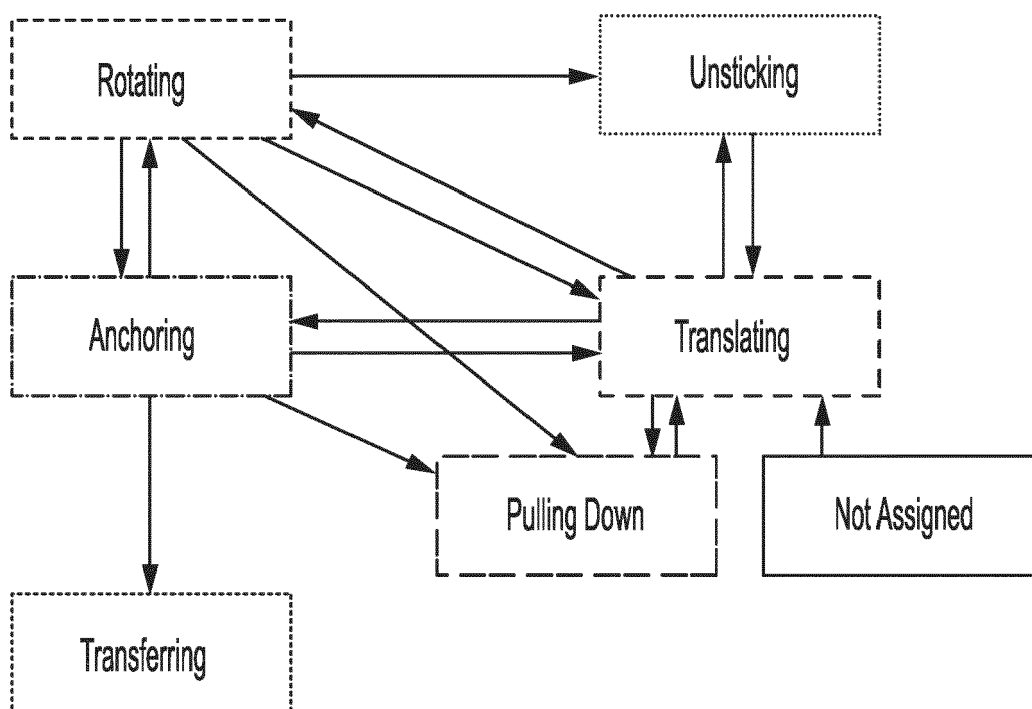 Rotating
Unsticking
Anchoring
Translating
Pulling Down
Not Assigned
Transferring